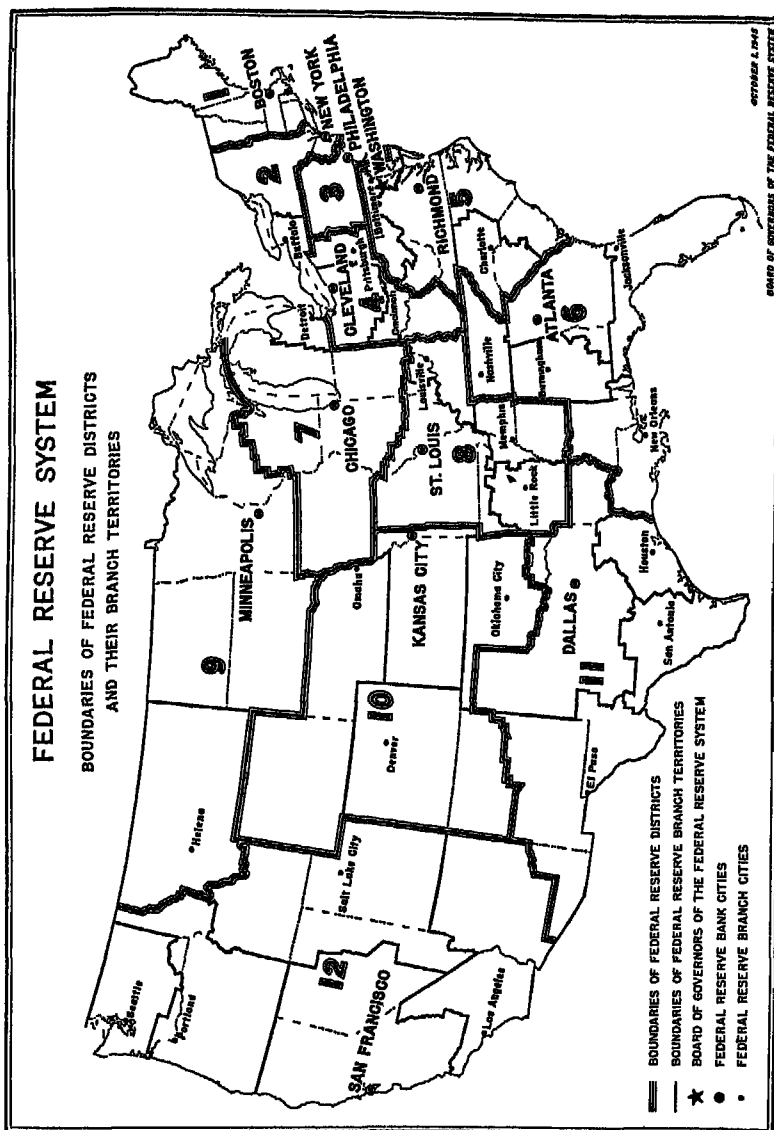 FEDERAL RESERVE SYSTEM
BOUNDARIES OF FEDERAL RESERVE DISTRICTS
AND THEIR BRANCH TERRITORIES
Seattle
Portland
Helena
9
MINNEAPOLIS
1
BOSTON
2
NEW YORK
Buffalo
3
PHILADELPHIA
WASHINGTON
Baltimore
Detroit
CLEVELAND
Pittsburgh
4
Cincinnati
7
CHICAGO
Omaha
Salt Lake City
12
SAN FRANCISCO
Los Angeles
10
Denver
KANSAS CITY
Oklahoma City
ST. LOUIS
8
Louisville
Little Rock
Memphis
Nashville
RICHMOND
5
Charlotte
ATLANTA
6
Birmingham
Jacksonville
New Orleans
DALLAS
11
El Paso
Houston
San Antonio
BOUNDARIES OF FEDERAL RESERVE DISTRICTS
BOUNDARIES OF FEDERAL RESERVE BRANCH TERRITORIES
BOARD OF GOVERNORS OF THE FEDERAL RESERVE SYSTEM
FEDERAL RESERVE BANK CITIES
FEDERAL RESERVE BRANCH CITIES
OCTOBER 1, 1945
BOARD OF GOVERNORS OF THE FEDERAL RESERVE SYSTEM